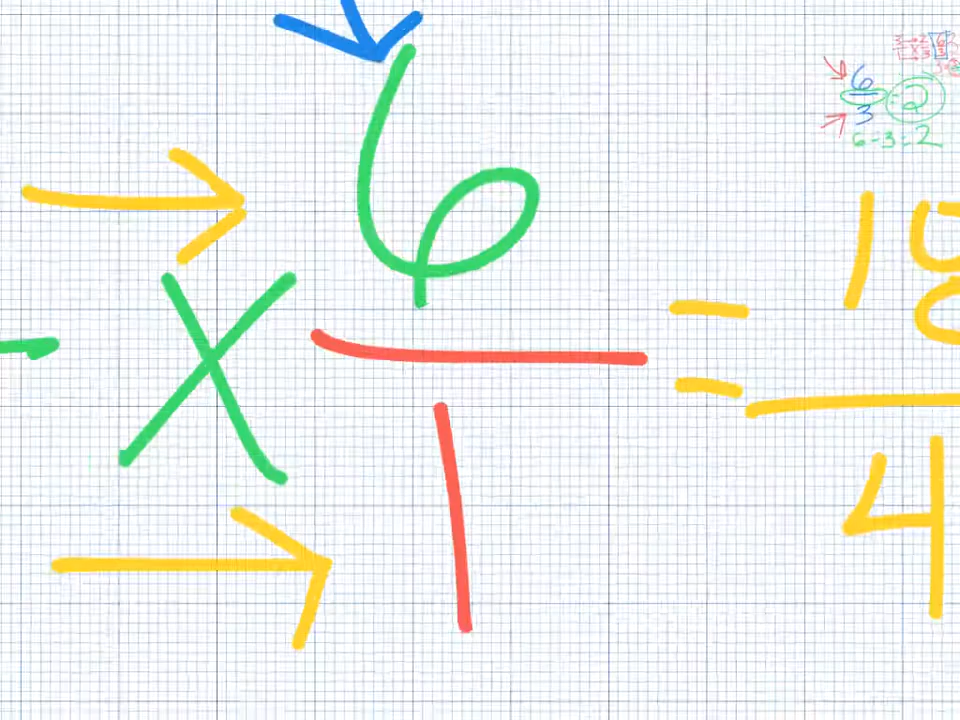 x 6/1 = 18/4
6/3 = 2
6 ÷ 3 = 2